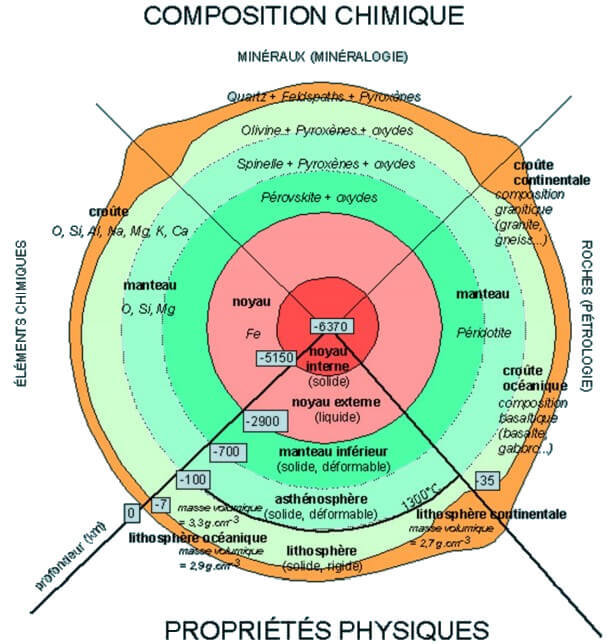 COMPOSITION CHIMIQUE
MINÉRAUX (MINÉRALOGIE)
Quartz + Feldspaths + Pyroxènes
Olivine + Pyroxènes + oxydes
Spinelle + Pyroxènes + oxydes
Pérovskite + oxydes
ÉLÉMENTS CHIMIQUES
croûte
O, Si, Al, Na, Mg, K, Ca
manteau
O, Si, Mg
noyau
Fe
ROCHES (PÉTROLOGIE)
croûte
continentale
composition
granitique
(granite,
gneiss...)
manteau
Péridotite
croûte
océanique
composition
basaltique
(basalte,
gabbro...)
-6370
noyau
interne
(solide)
-5150
noyau externe
(liquide)
-2900
manteau inférieur
(solide, déformable)
-700
-100
asthénosphère
(solide, déformable)
1300°C
-35
-7
0
profondeur (km)
masse volumique
= 3,3 g.cm-3
lithosphère océanique
masse volumique
= 2,9 g.cm-3
lithosphère
(solide, rigide)
lithosphère continentale
masse volumique
= 2,7 g.cm-3
PROPRIÉTÉS PHYSIQUES